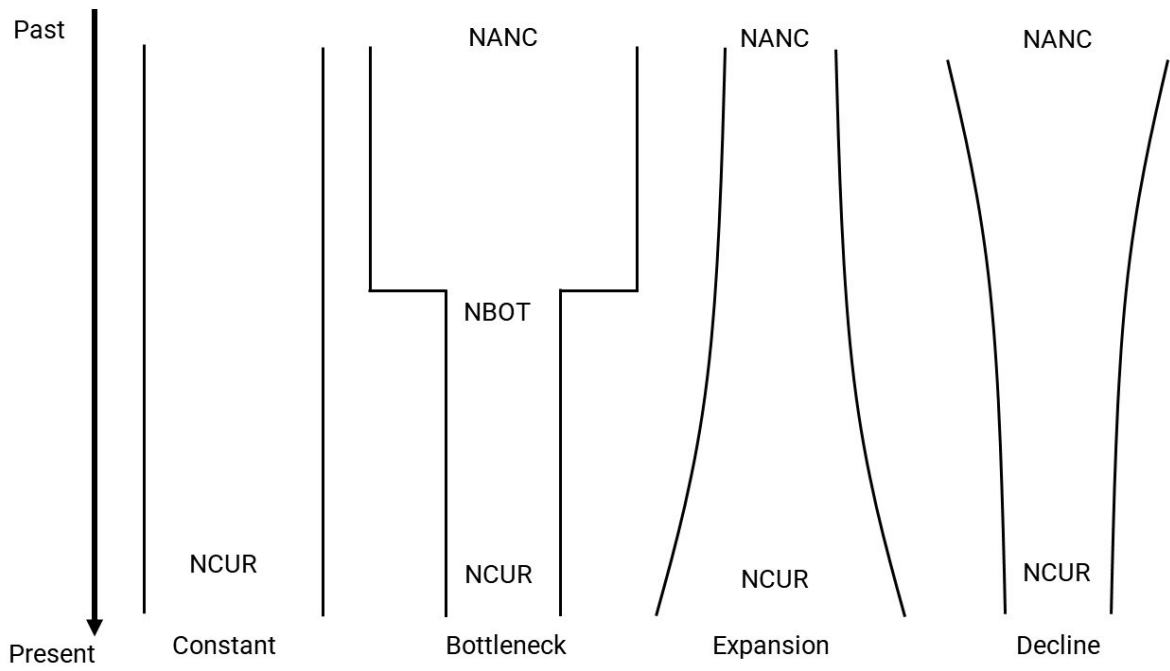 Past
NANC
NANC
NANC
NBOT
NCUR
NCUR
NCUR
NCUR
Present
Constant
Bottleneck
Expansion
Decline